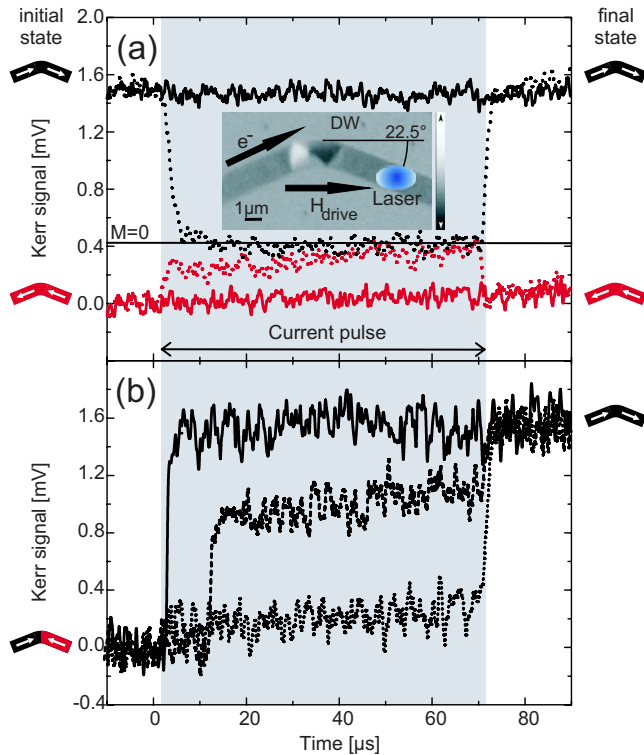 initial
state
final
state
(a)
2.0
1.6
1.2
0.8
0.4
0.0
Kerr signal [mV]
M=0
e-
DW
22.5°
Laser
1µm
Hdrive
Current pulse
(b)
1.6
1.2
0.8
0.4
0.0
-0.4
Kerr signal [mV]
0 20 40 60 80
Time [µs]